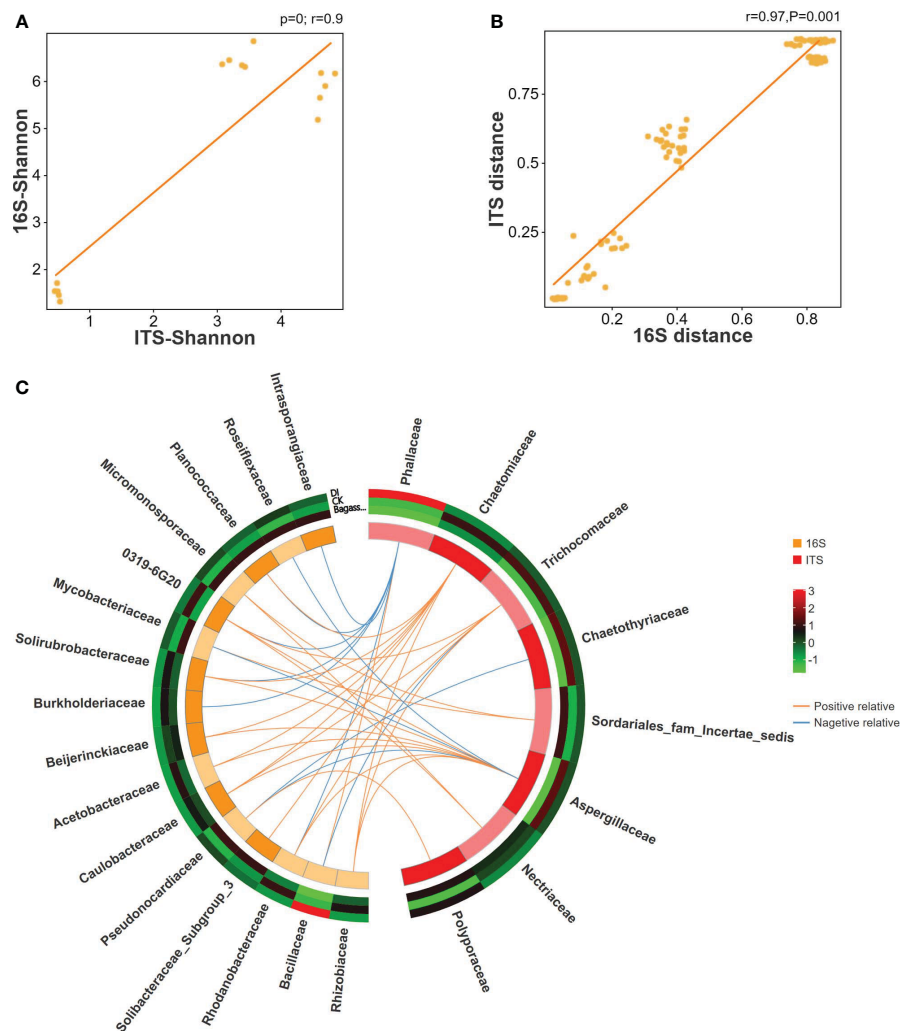 A
p=0; r=0.9
16S-Shannon
6
5
4
3
2
1
2
3
4
ITS-Shannon
B
r=0.97,P=0.001
ITS distance
0.75
0.5
0.25
0.2
0.4
0.6
0.8
16S distance
C
Intrasporangiaceae
Roseiflexaceae
Planococcaceae
Micromonosporaceae
0319-6G20
Mycobacteriaceae
Solirubrobacteraceae
Burkholderiaceae
Beijerinckiaceae
Acetobacteraceae
Caulobacteraceae
Pseudonocardiaceae
Solibacteraceae_Subgroup_3
Rhodanobacteraceae
Bacillaceae
Rhizobiaceae
DI
CK
Bagass...
Phallaceae
Chaetomiaceae
Trichocomaceae
Chaetothyriaceae
Sordariales_fam_Incertae_sedis
Aspergillaceae
Nectriaceae
Polyporaceae
16S
ITS
3
2
1
0
-1
Positive relative
Nagetive relative